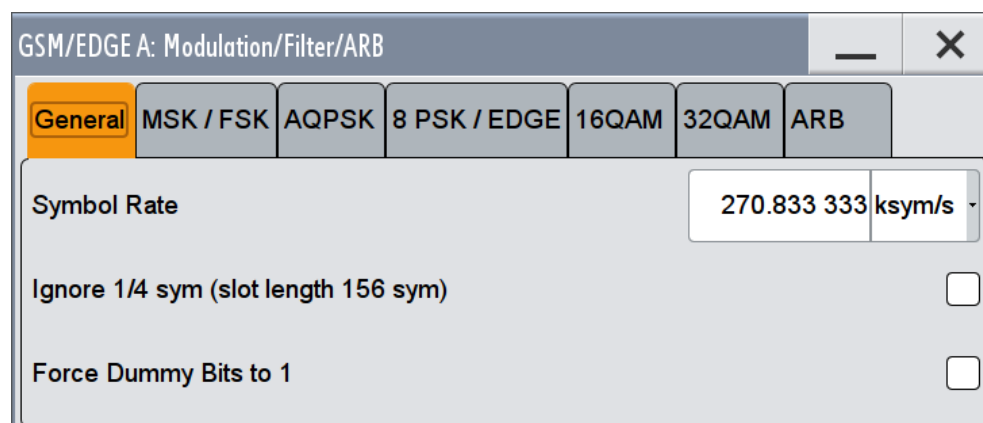 GSM/EDGE A: Modulation/Filter/ARB
General MSK / FSK AQPSK 8 PSK / EDGE 16QAM 32QAM ARB
Symbol Rate 270.833 333 ksym/s
Ignore 1/4 sym (slot length 156 sym)
Force Dummy Bits to 1